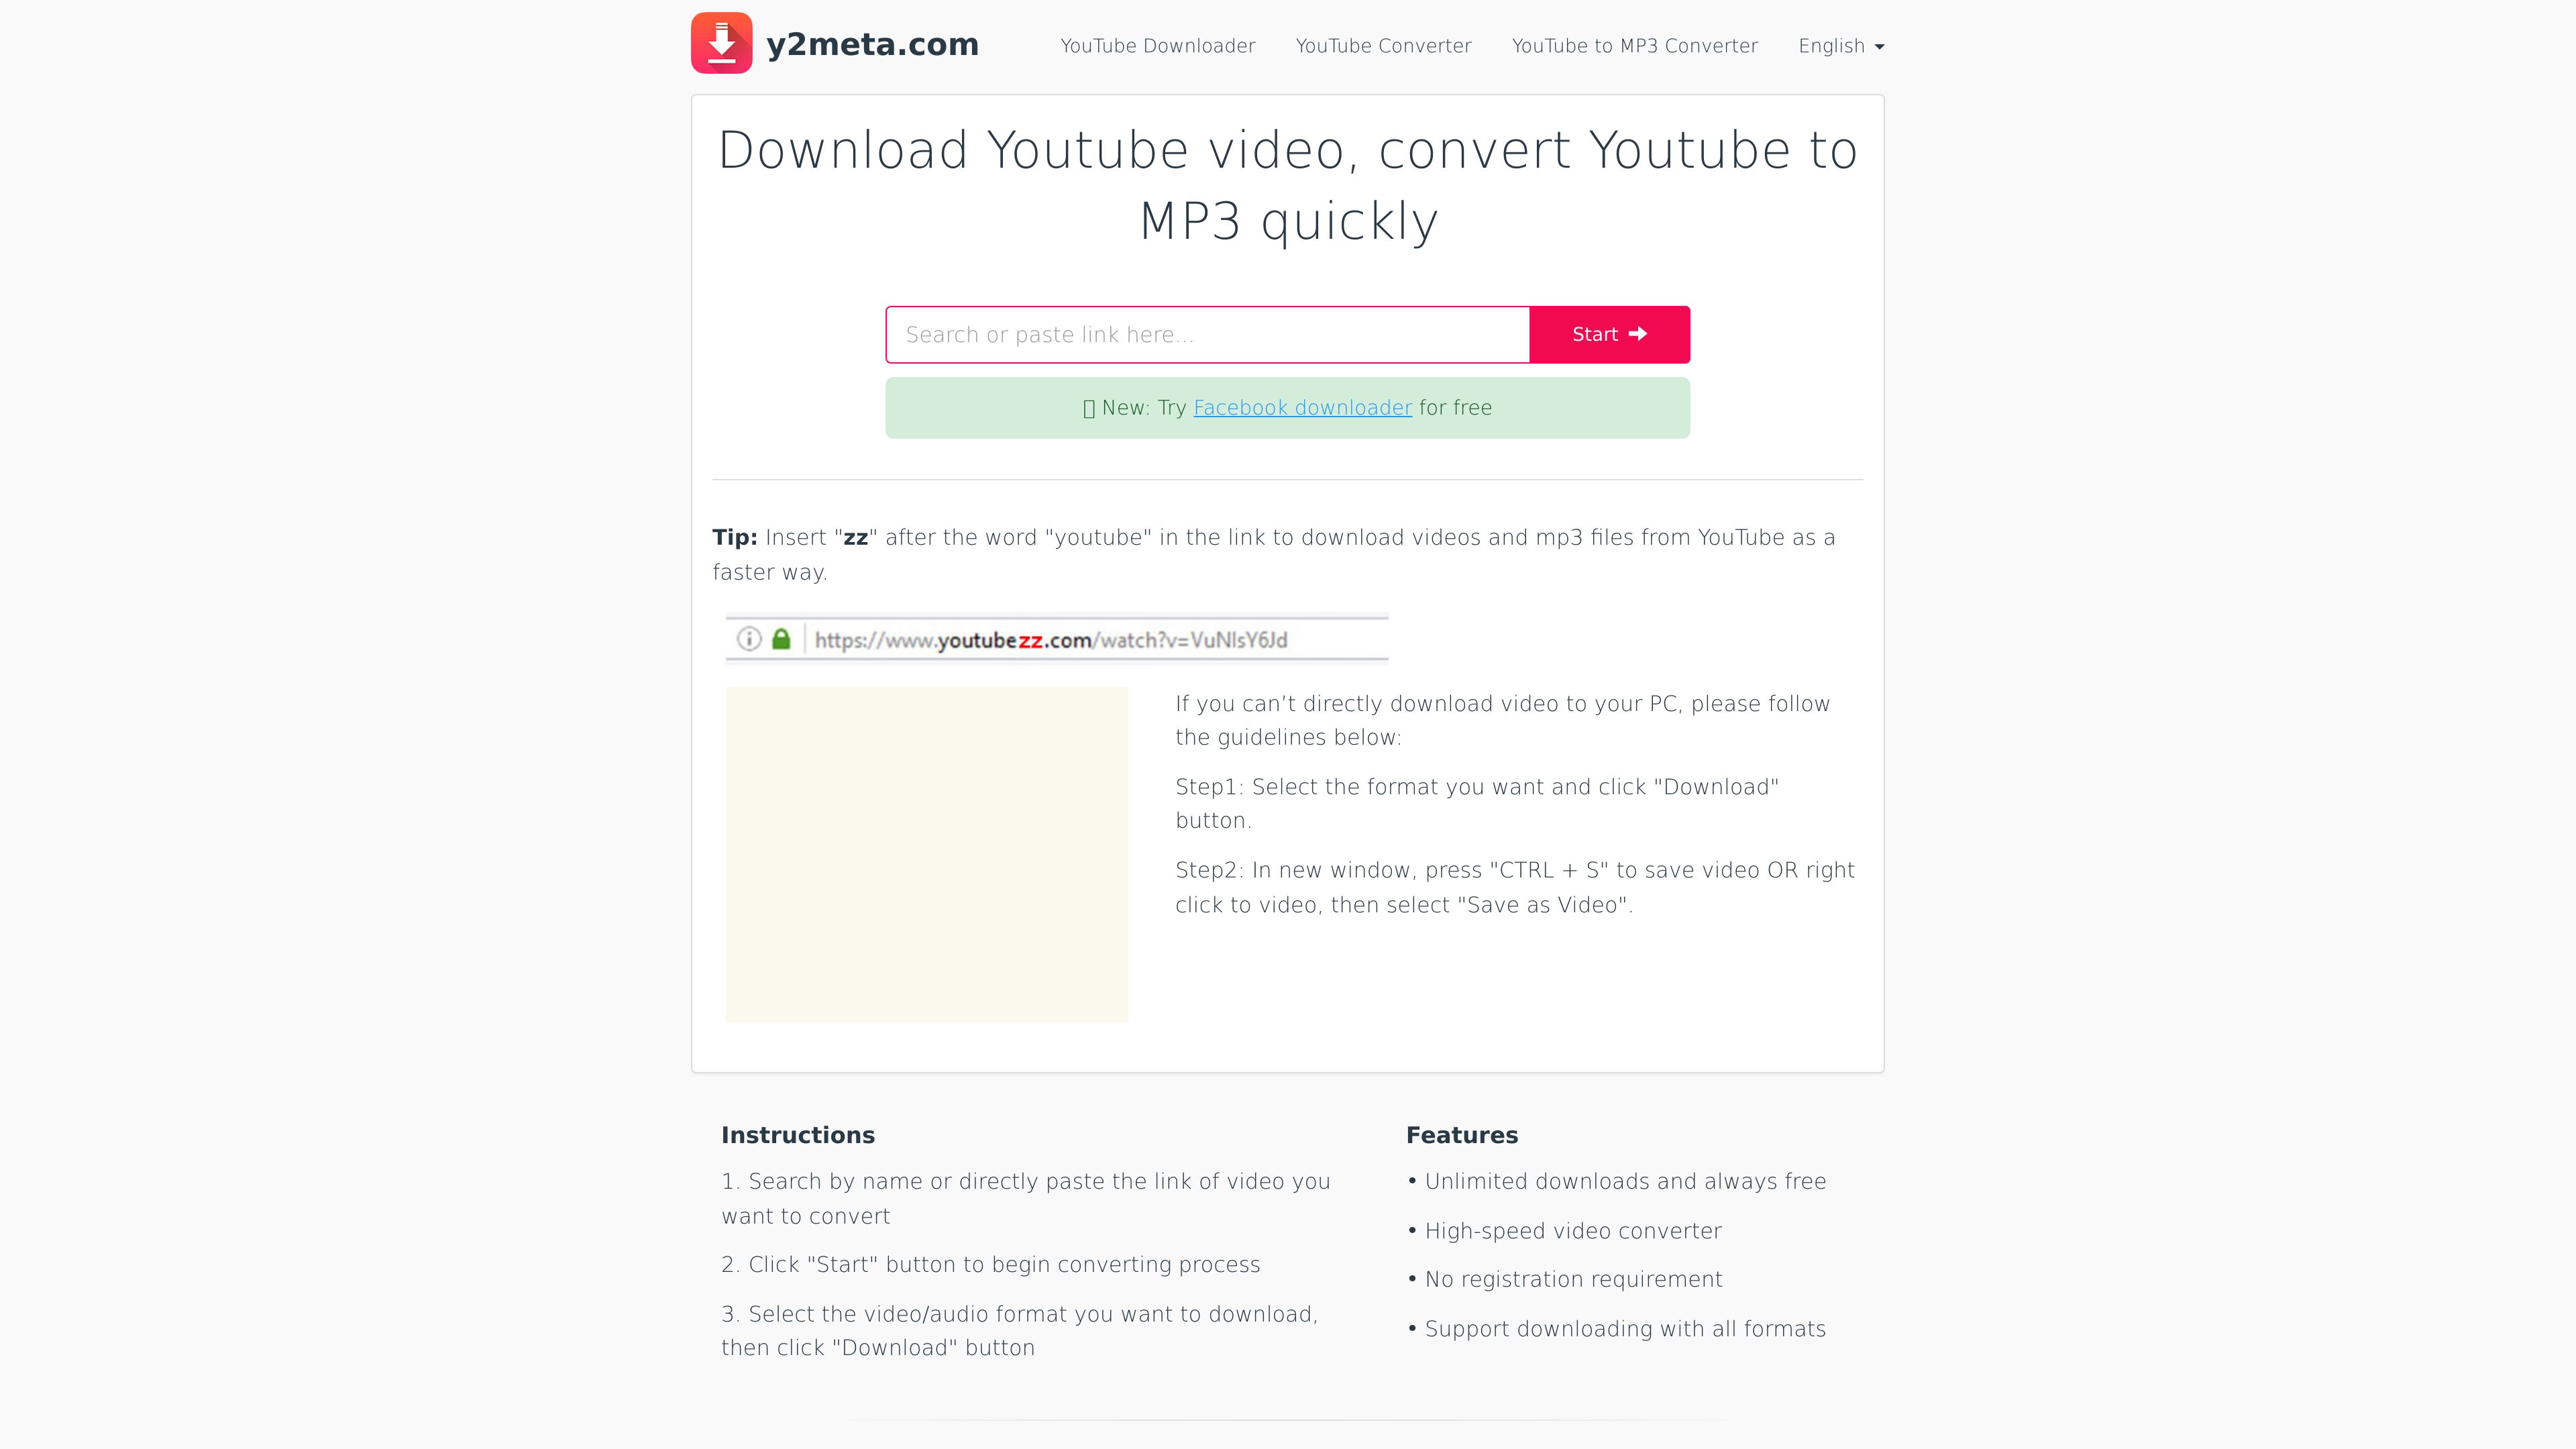 y2meta.com
YouTube Downloader
YouTube Converter
YouTube to MP3 Converter
English
Download Youtube video, convert Youtube to
MP3 quickly
Search or paste link here...
Start
New: Try Facebook downloader for free
Tip: Insert "zz" after the word "youtube" in the link to download videos and mp3 files from YouTube as a
faster way.
https://www.youtubezz.com/watch?v=VuNIsY6Jd
If you can’t directly download video to your PC, please follow
the guidelines below:
Step1: Select the format you want and click "Download"
button.
Step2: In new window, press "CTRL + S" to save video OR right
click to video, then select "Save as Video".
Instructions
1. Search by name or directly paste the link of video you
want to convert
2. Click "Start" button to begin converting process
3. Select the video/audio format you want to download,
then click "Download" button
Features
• Unlimited downloads and always free
• High-speed video converter
• No registration requirement
• Support downloading with all formats